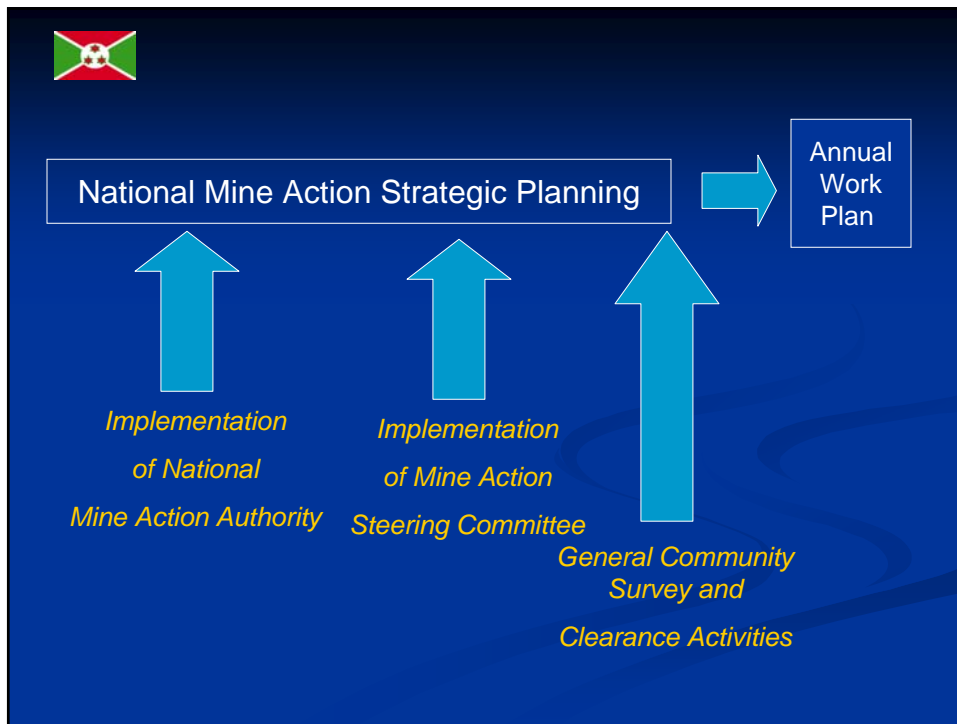 National Mine Action Strategic Planning
Annual
Work
Plan
Implementation
of National
Mine Action Authority
Implementation
of Mine Action
Steering Committee
General Community
Survey and
Clearance Activities